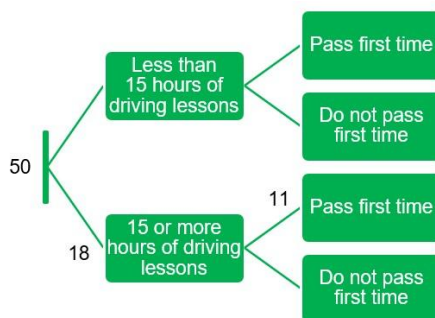 Pass first time
Less than
15 hours of
driving lessons
Do not pass
first time
50
11
Pass first time
15 or more
hours of driving
lessons
18
Do not pass
first time